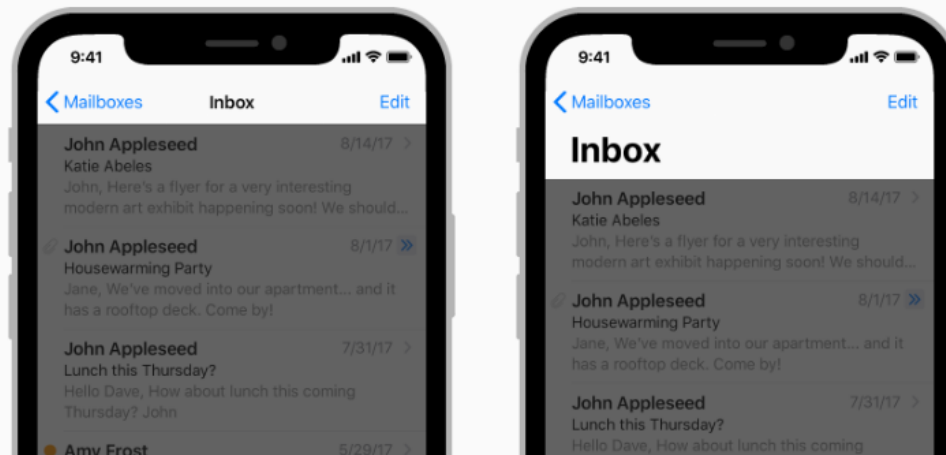 9:41
Mailboxes Inbox Edit
John Appleseed 8/14/17
Katie Abeles
John, Here's a flyer for a very interesting
modern art exhibit happening soon! We should...
John Appleseed 8/1/17
Housewarming Party
Jane, We've moved into our apartment... and it
has a rooftop deck. Come by!
John Appleseed 7/31/17
Lunch this Thursday?
Hello Dave, How about lunch this coming
Thursday? John
Amy Frost 5/29/17
9:41
Mailboxes Edit
Inbox
John Appleseed 8/14/17
Katie Abeles
John, Here's a flyer for a very interesting
modern art exhibit happening soon! We should...
John Appleseed 8/1/17
Housewarming Party
Jane, We've moved into our apartment... and it
has a rooftop deck. Come by!
John Appleseed 7/31/17
Lunch this Thursday?
Hello Dave, How about lunch this coming